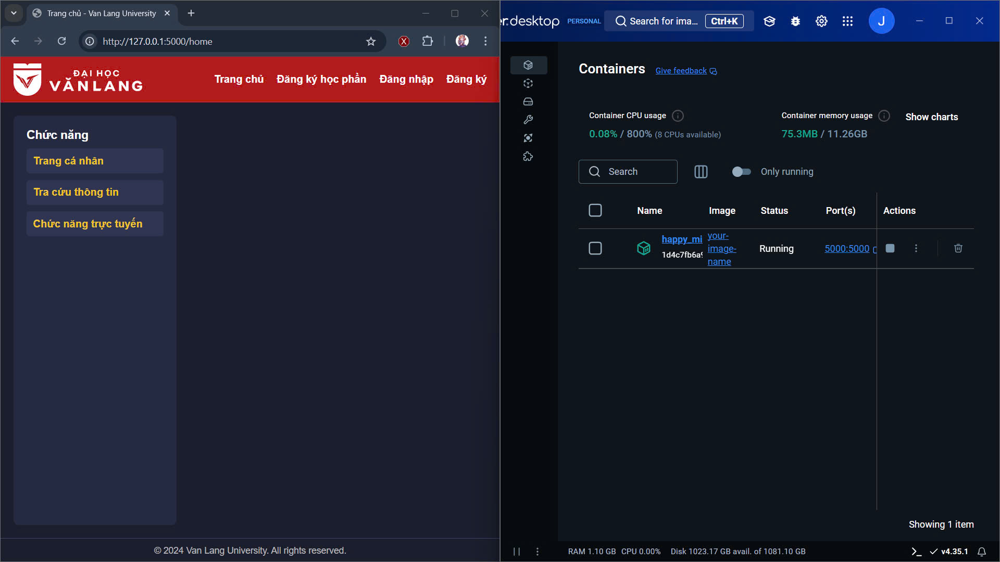 Trang chủ - Van Lang University
http://127.0.0.1:5000/home
ĐẠI HỌC
VĂN LANG
Trang chủ Đăng ký học phần Đăng nhập Đăng ký
Chức năng
Trang cá nhân
Tra cứu thông tin
Chức năng trực tuyến
© 2024 Van Lang University. All rights reserved.
er.desktop PERSONAL Search for ima... Ctrl+K J
Containers Give feedback
Container CPU usage
0.08% / 800% (8 CPUs available)
Container memory usage
75.3MB / 11.26GB
Show charts
Search Only running
Name Image Status Port(s) Actions
happy_mi
1d4c7fb6a9
your-
image-
name
Running
5000:5000
Showing 1 item
RAM 1.10 GB CPU 0.00% Disk 1023.17 GB avail. of 1081.10 GB
v4.35.1